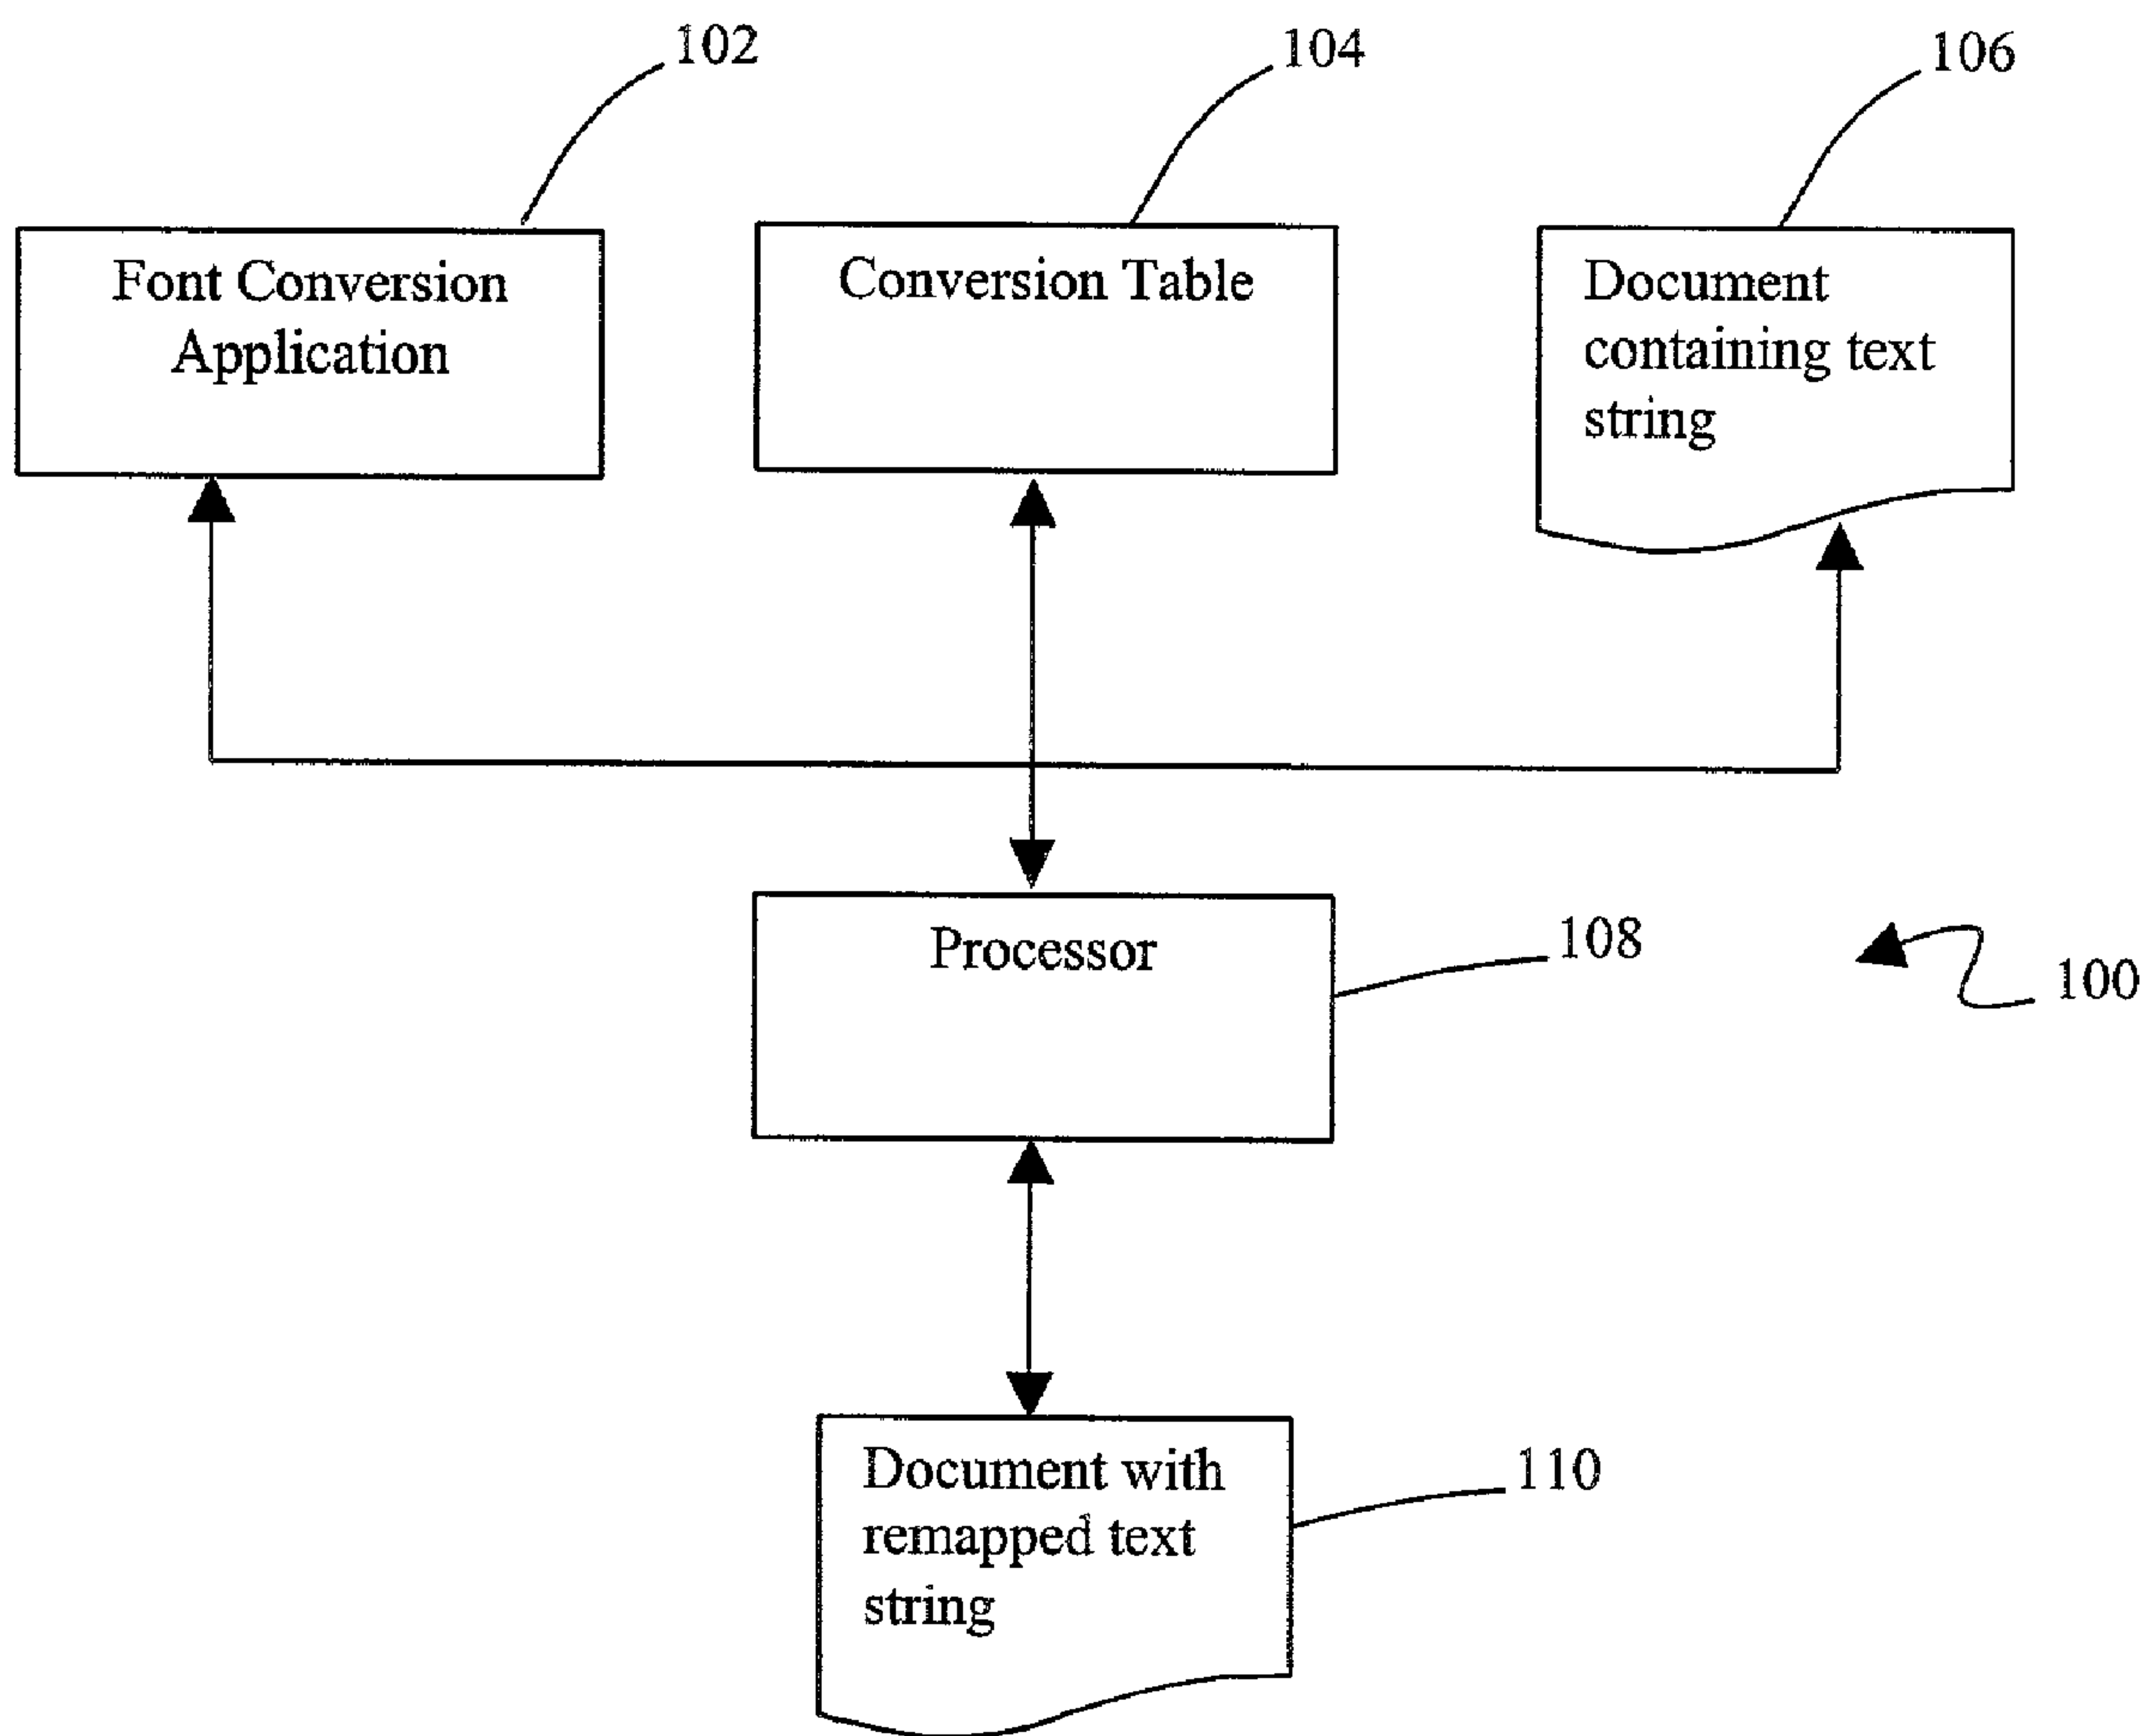 102
104
106
Font Conversion
Application
Conversion Table
Document
containing text
string
Processor
108
100
Document with
remapped text
string
110